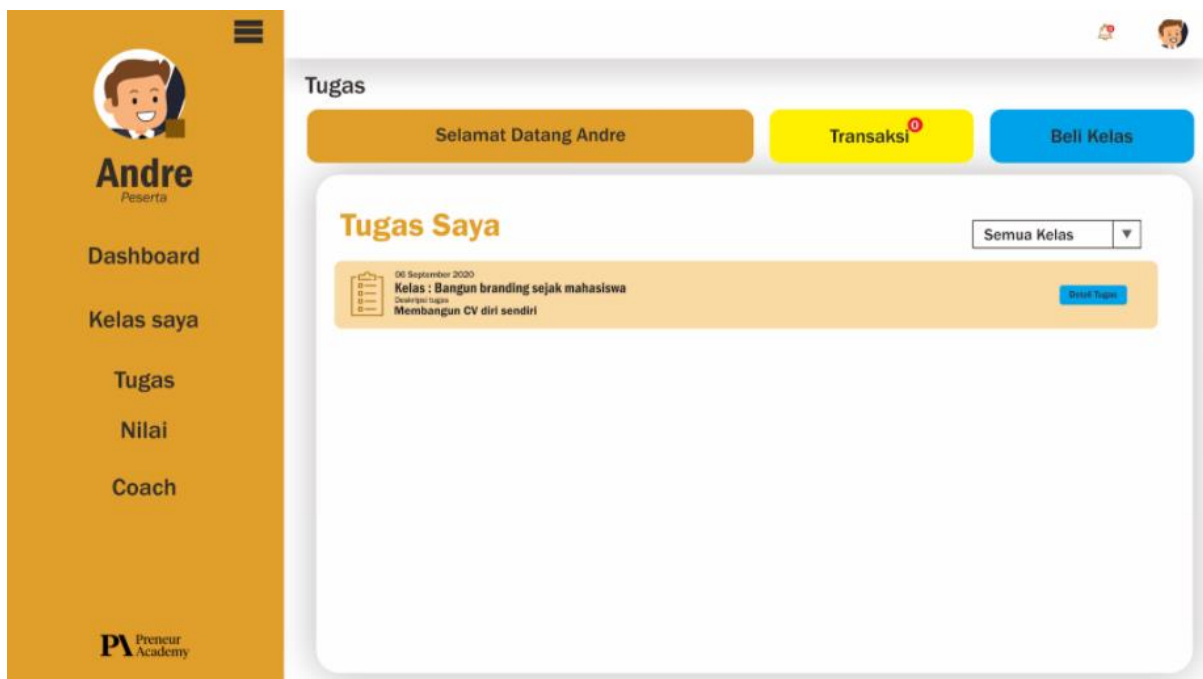 Andre
Peserta
Dashboard
Kelas saya
Tugas
Nilai
Coach
PA Preneur
Academy
Tugas
Selamat Datang Andre
Transaksi 0
Beli Kelas
Tugas Saya
Semua Kelas
06 September 2020
Kelas : Bangun branding sejak mahasiswa
Deskripsi tugas
Membangun CV diri sendiri
Detail Tugas